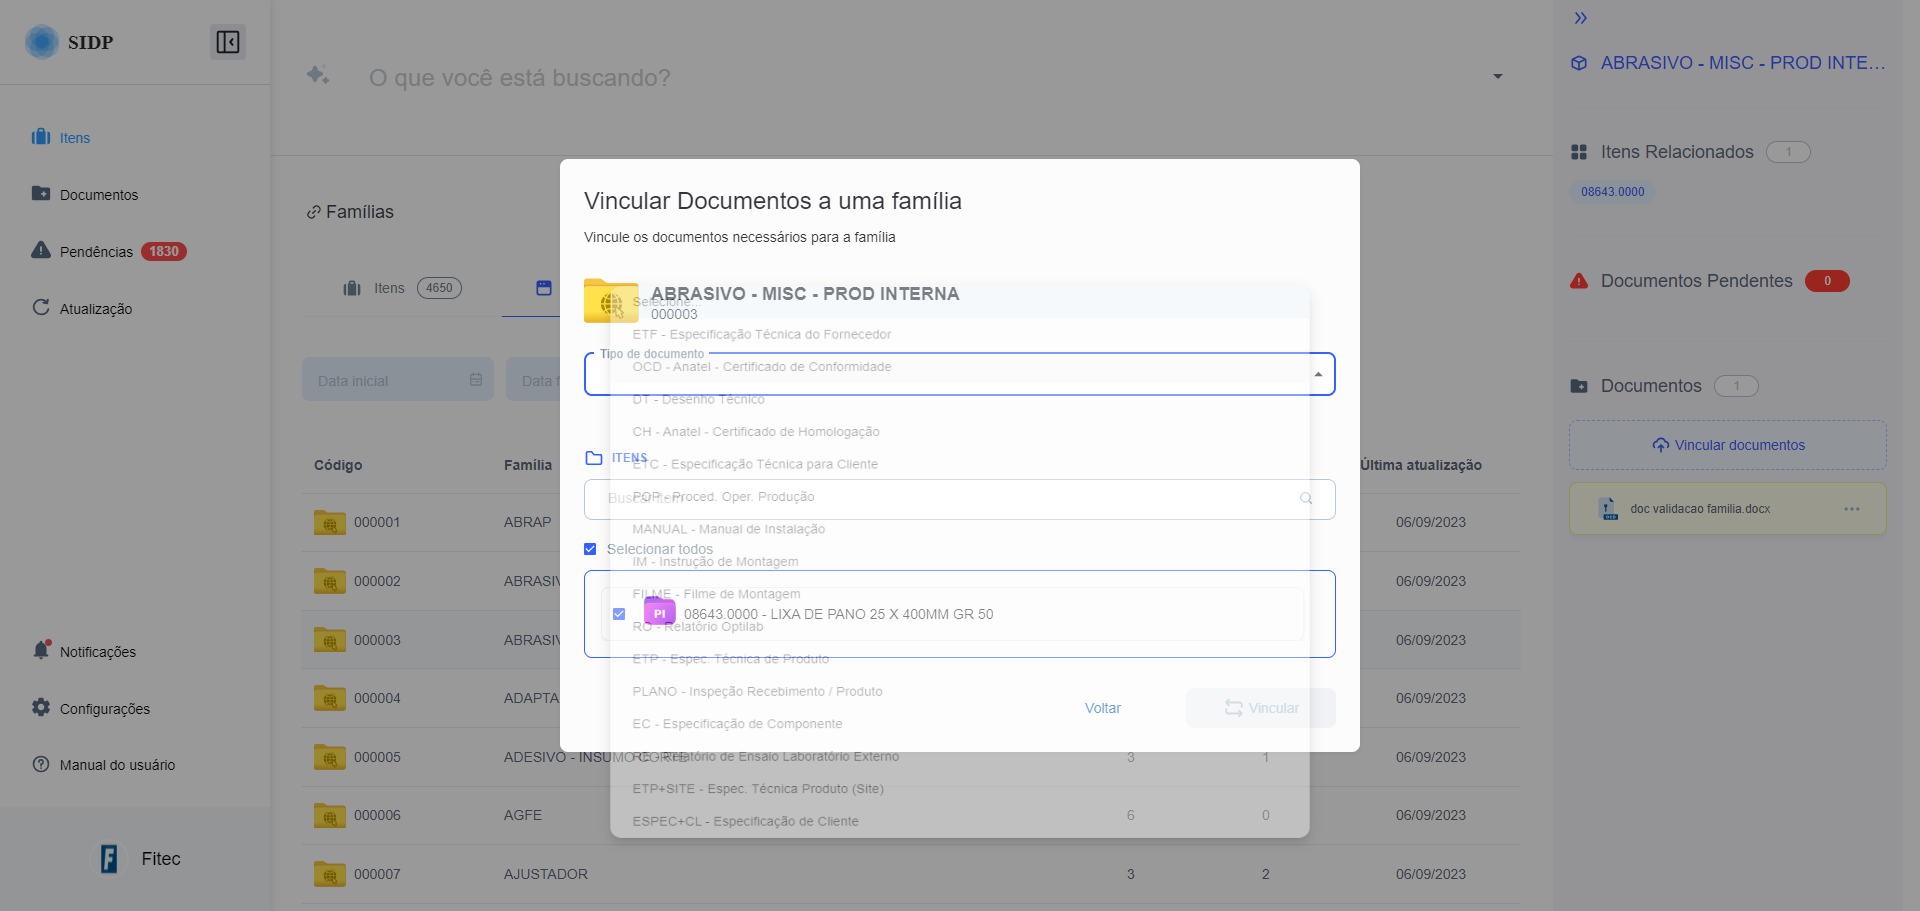 SIDP
Itens
Documentos
Pendências 1830
Atualização
Notificações
Configurações
Manual do usuário
Fitec
O que você está buscando?
Famílias
Itens 4650
Data inicial
Data f
Código Família Última atualização
000001 ABRAP 06/09/2023
000002 ABRASIV 06/09/2023
000003 ABRASIV 06/09/2023
000004 ADAPTA 06/09/2023
000005 ADESIVO - INSUMO CORTE 3 1 06/09/2023
000006 AGFE 6 0 06/09/2023
000007 AJUSTADOR 3 2 06/09/2023
Vincular Documentos a uma família
Vincule os documentos necessários para a família
ABRASIVO - MISC - PROD INTERNA
000003
Tipo de documento
ITENS
Buscar item
Selecionar todos
PI 08643.0000 - LIXA DE PANO 25 X 400MM GR 50
Voltar
Vincular
Selecione...
ETF - Especificação Técnica do Fornecedor
OCD - Anatel - Certificado de Conformidade
DT - Desenho Técnico
CH - Anatel - Certificado de Homologação
ETC - Especificação Técnica para Cliente
POP - Proced. Oper. Produção
MANUAL - Manual de Instalação
IM - Instrução de Montagem
FILME - Filme de Montagem
RO - Relatório Optilab
ETP - Espec. Técnica de Produto
PLANO - Inspeção Recebimento / Produto
EC - Especificação de Componente
RE - Relatório de Ensaio Laboratório Externo
ETP+SITE - Espec. Técnica Produto (Site)
ESPEC+CL - Especificação de Cliente
ABRASIVO - MISC - PROD INTE...
Itens Relacionados 1
08643.0000
Documentos Pendentes 0
Documentos 1
Vincular documentos
doc validacao familia.docx